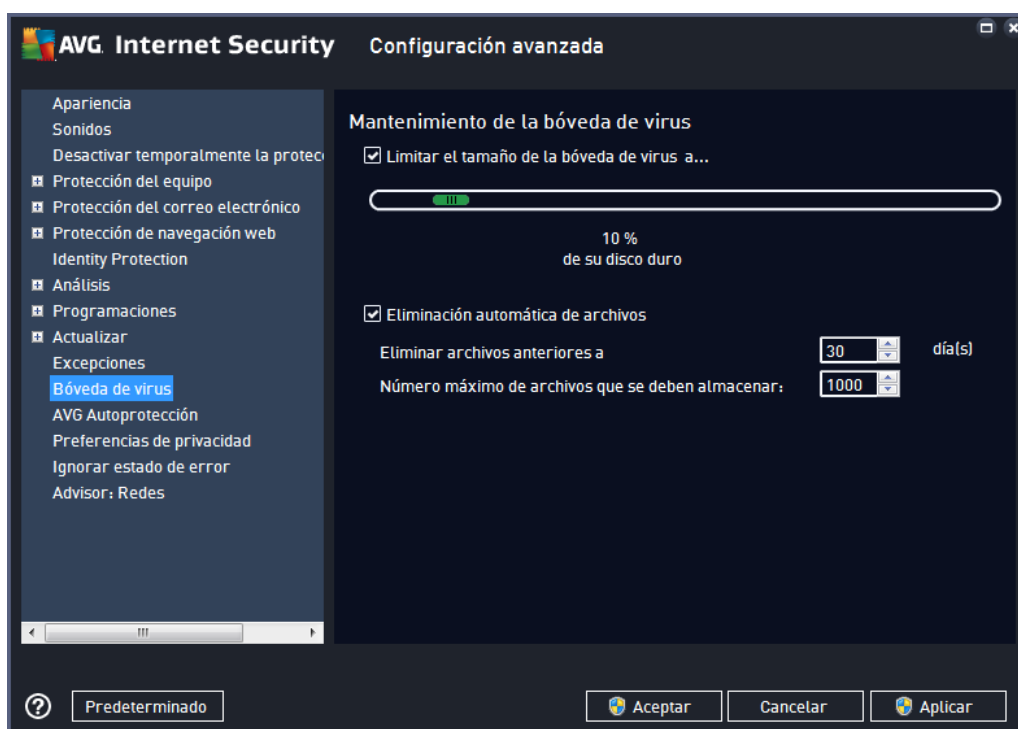 AVG. Internet Security
Configuración avanzada
Apariencia
Sonidos
Desactivar temporalmente la protec
Protección del equipo
Protección del correo electrónico
Protección de navegación web
Identity Protection
Análisis
Programaciones
Actualizar
Excepciones
Bóveda de virus
AVG Autoprotección
Preferencias de privacidad
Ignorar estado de error
Advisor: Redes
Mantenimiento de la bóveda de virus
Limitar el tamaño de la bóveda de virus a...
10 %
de su disco duro
Eliminación automática de archivos
Eliminar archivos anteriores a 30 día(s)
Número máximo de archivos que se deben almacenar: 1000
Predeterminado
Aceptar
Cancelar
Aplicar